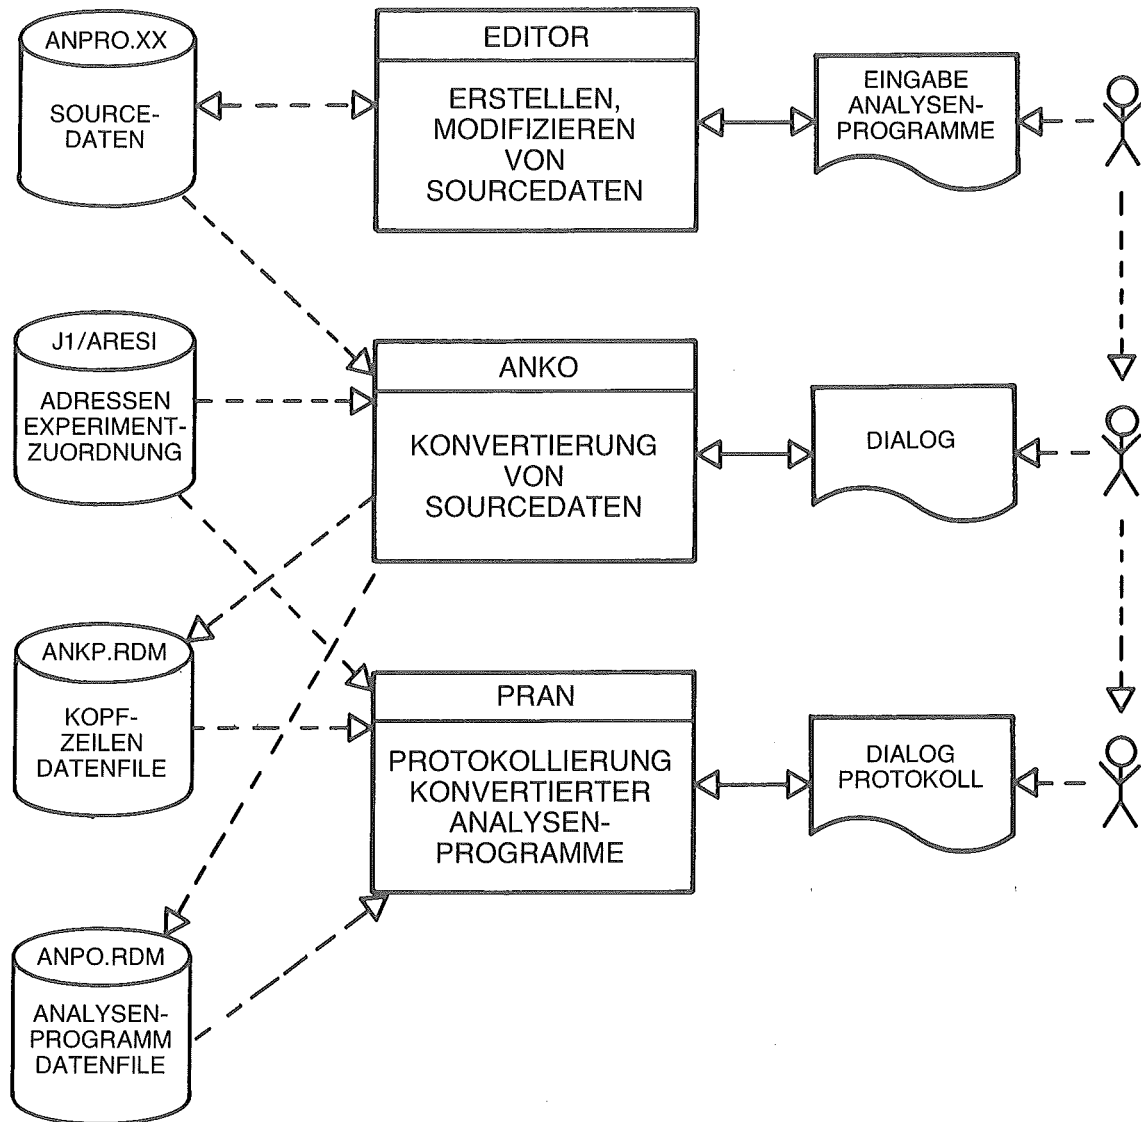 ANPRO.XX
SOURCE-
DATEN
EDITOR
ERSTELLEN,
MODIFIZIEREN
VON
SOURCEDATEN
EINGABE
ANALYSEN-
PROGRAMME
J1/ARESI
ADRESSEN
EXPERIMENT-
ZUORDNUNG
ANKO
KONVERTIERUNG
VON
SOURCEDATEN
DIALOG
ANKP.RDM
KOPF-
ZEILEN
DATENFILE
PRAN
PROTOKOLLIERUNG
KONVERTIERTER
ANALYSEN-
PROGRAMME
DIALOG
PROTOKOLL
ANPO.RDM
ANALYSEN-
PROGRAMM
DATENFILE